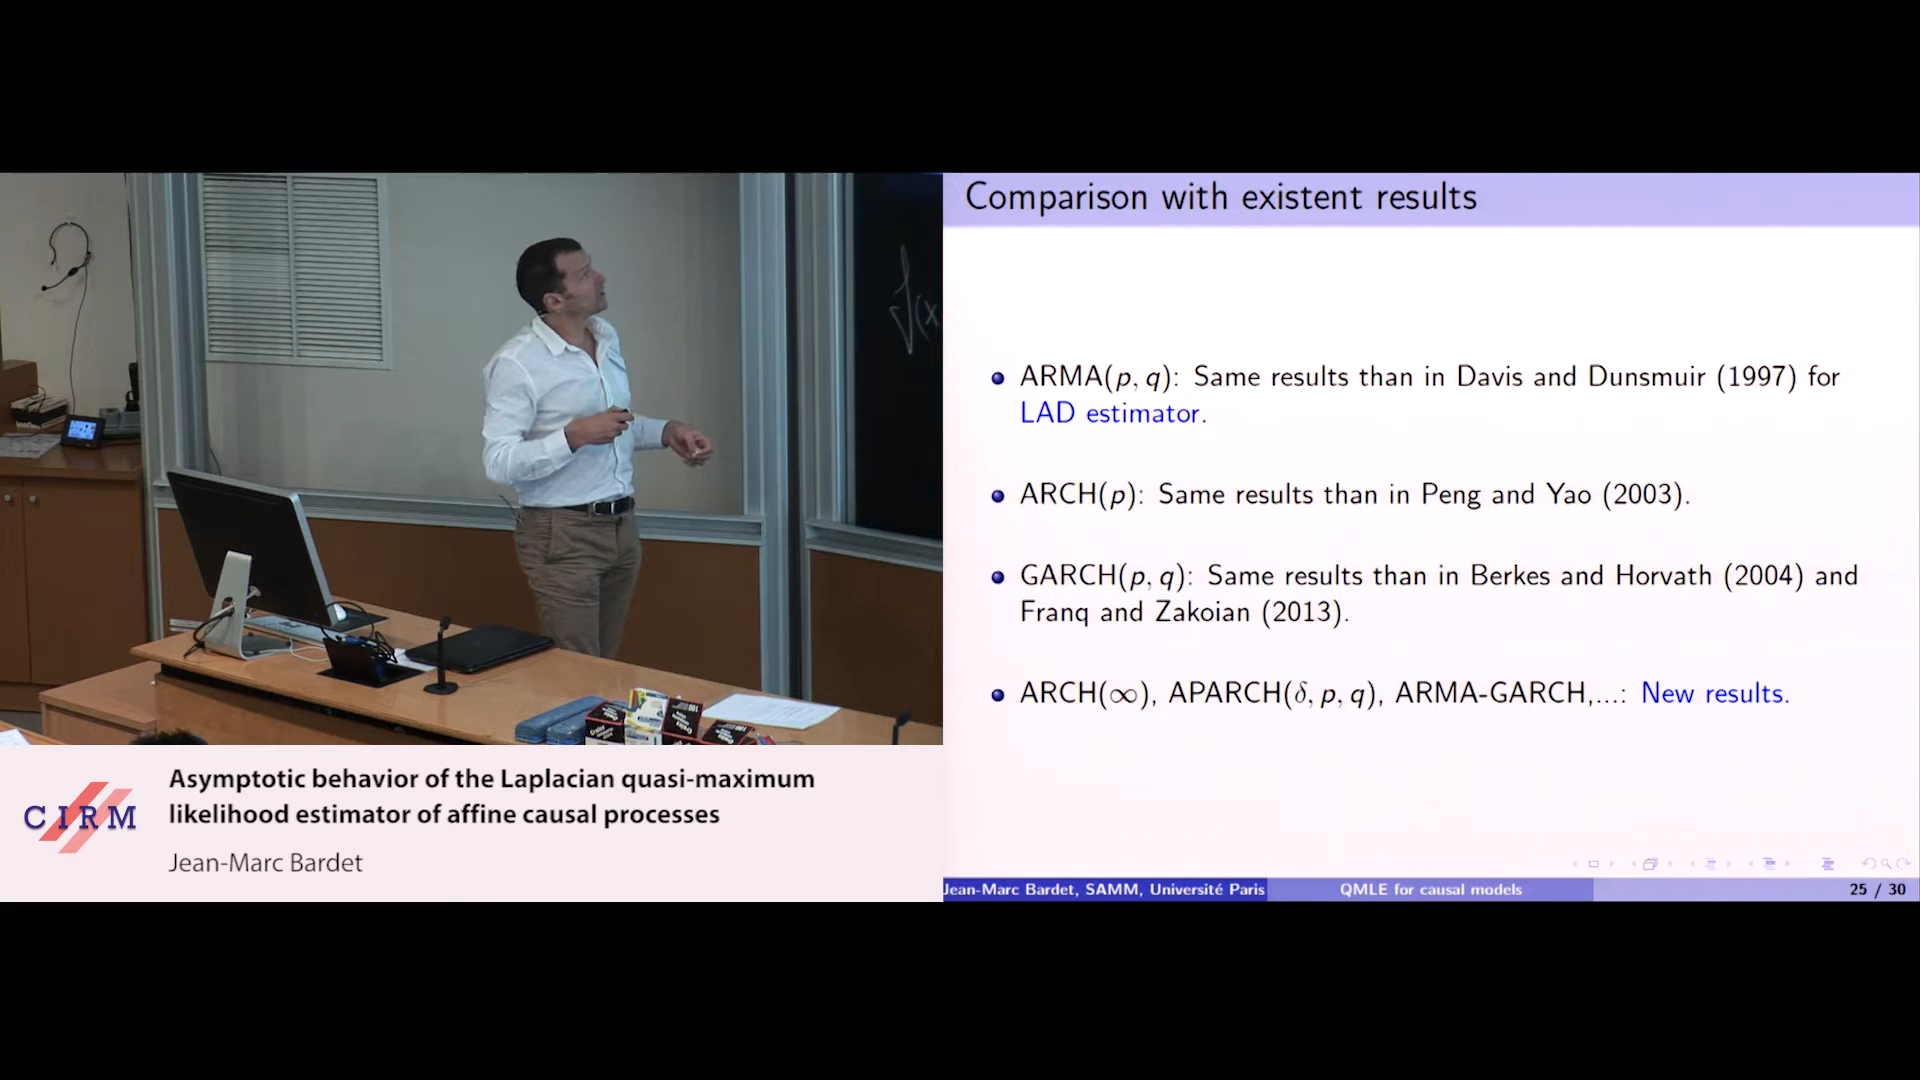 Comparison with existent results
ARMA(p, q): Same results than in Davis and Dunsmuir (1997) for
LAD estimator.
ARCH(p): Same results than in Peng and Yao (2003).
GARCH(p, q): Same results than in Berkes and Horvath (2004) and
Franq and Zakoian (2013).
ARCH(∞), APARCH(δ, p, q), ARMA-GARCH,...: New results.
Jean-Marc Bardet, SAMM, Université Paris
QMLE for causal models
25 / 30
CIRM
Asymptotic behavior of the Laplacian quasi-maximum
likelihood estimator of affine causal processes
Jean-Marc Bardet